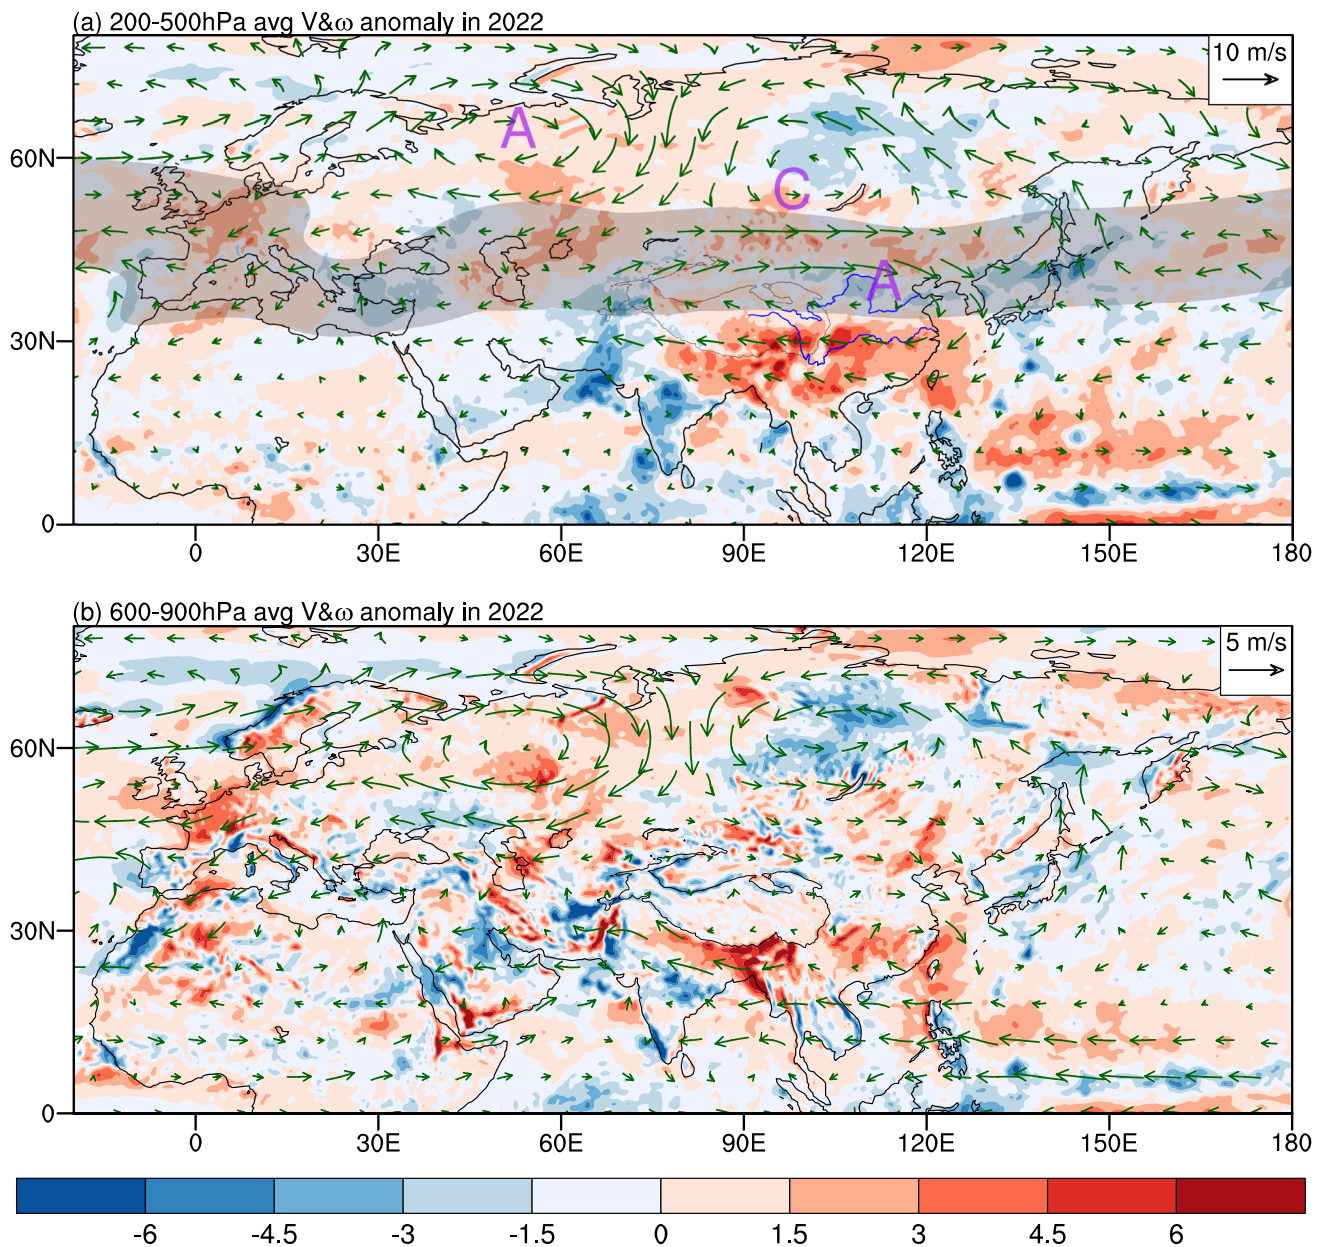 (a) 200-500hPa avg V&ω anomaly in 2022
10 m/s
A
60N
C
A
30N
0
0 30E 60E 90E 120E 150E 180
(b) 600-900hPa avg V&ω anomaly in 2022
5 m/s
60N
30N
0
0 30E 60E 90E 120E 150E 180
-6 -4.5 -3 -1.5 0 1.5 3 4.5 6